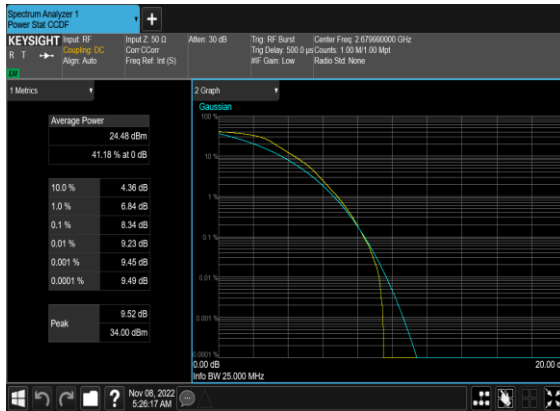 Spectrum Analyzer 1
Power Stat CCDF
KEYSIGHT
R T
LXI
Input: RF
Coupling: DC
Align: Auto
Input Z: 50 Ω
Corr CCorr
Freq Ref: Int (S)
Atten: 30 dB
Trig: RF Burst
Trig Delay: 500.0 µs
#IF Gain: Low
Center Freq: 2.679990000 GHz
Counts: 1.00 M/1.00 Mpt
Radio Std: None
1 Metrics
Average Power
24.48 dBm
41.18 % at 0 dB
10.0 % 4.36 dB
1.0 % 6.84 dB
0.1 % 8.34 dB
0.01 % 9.23 dB
0.001 % 9.45 dB
0.0001 % 9.49 dB
Peak
9.52 dB
34.00 dBm
2 Graph
Gaussian
100 %
10 %
1 %
0.1 %
0.01 %
0.001 %
0.0001 %
0.00 dB
20.00 d
Info BW 25.000 MHz
Nov 08, 2022
5:26:17 AM